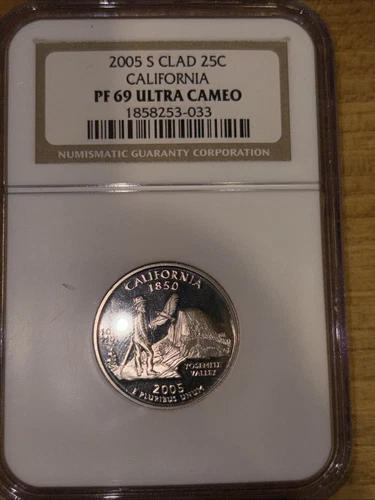 2005 S CLAD 25C
CALIFORNIA
PF 69 ULTRA CAMEO
1858253-033
NUMISMATIC GUARANTY CORPORATION
CALIFORNIA
1850
YOSEMITE
VALLEY
2005
E PLURIBUS UNUM